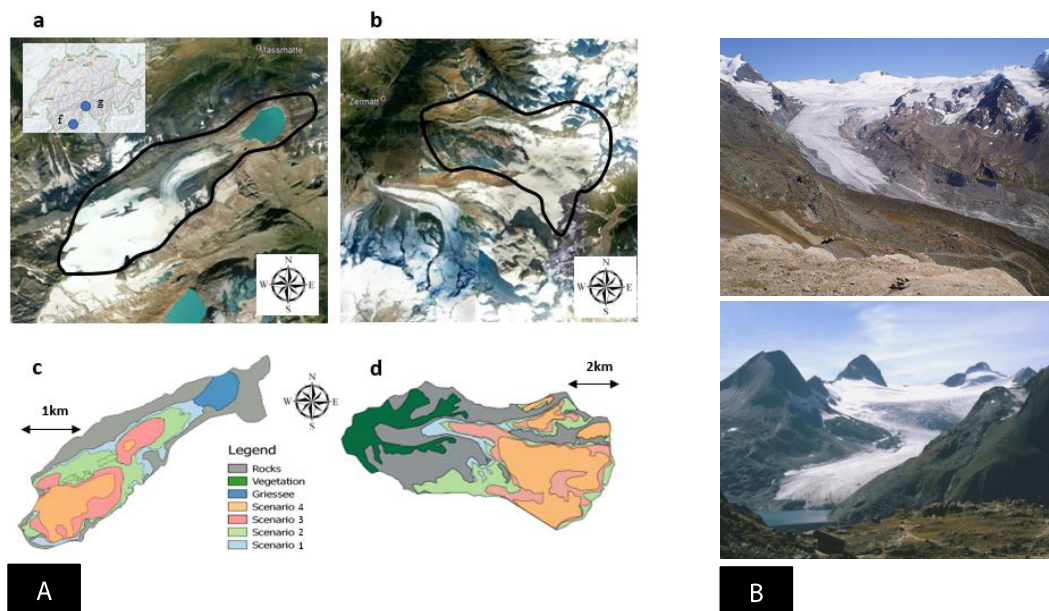 a
b
Massmatte
g
f
Zermatt
N
W E
S
N
W E
S
c
d
1km
N
W E
S
2km
Legend
Rocks
Vegetation
Griessee
Scenario 4
Scenario 3
Scenario 2
Scenario 1
A
B